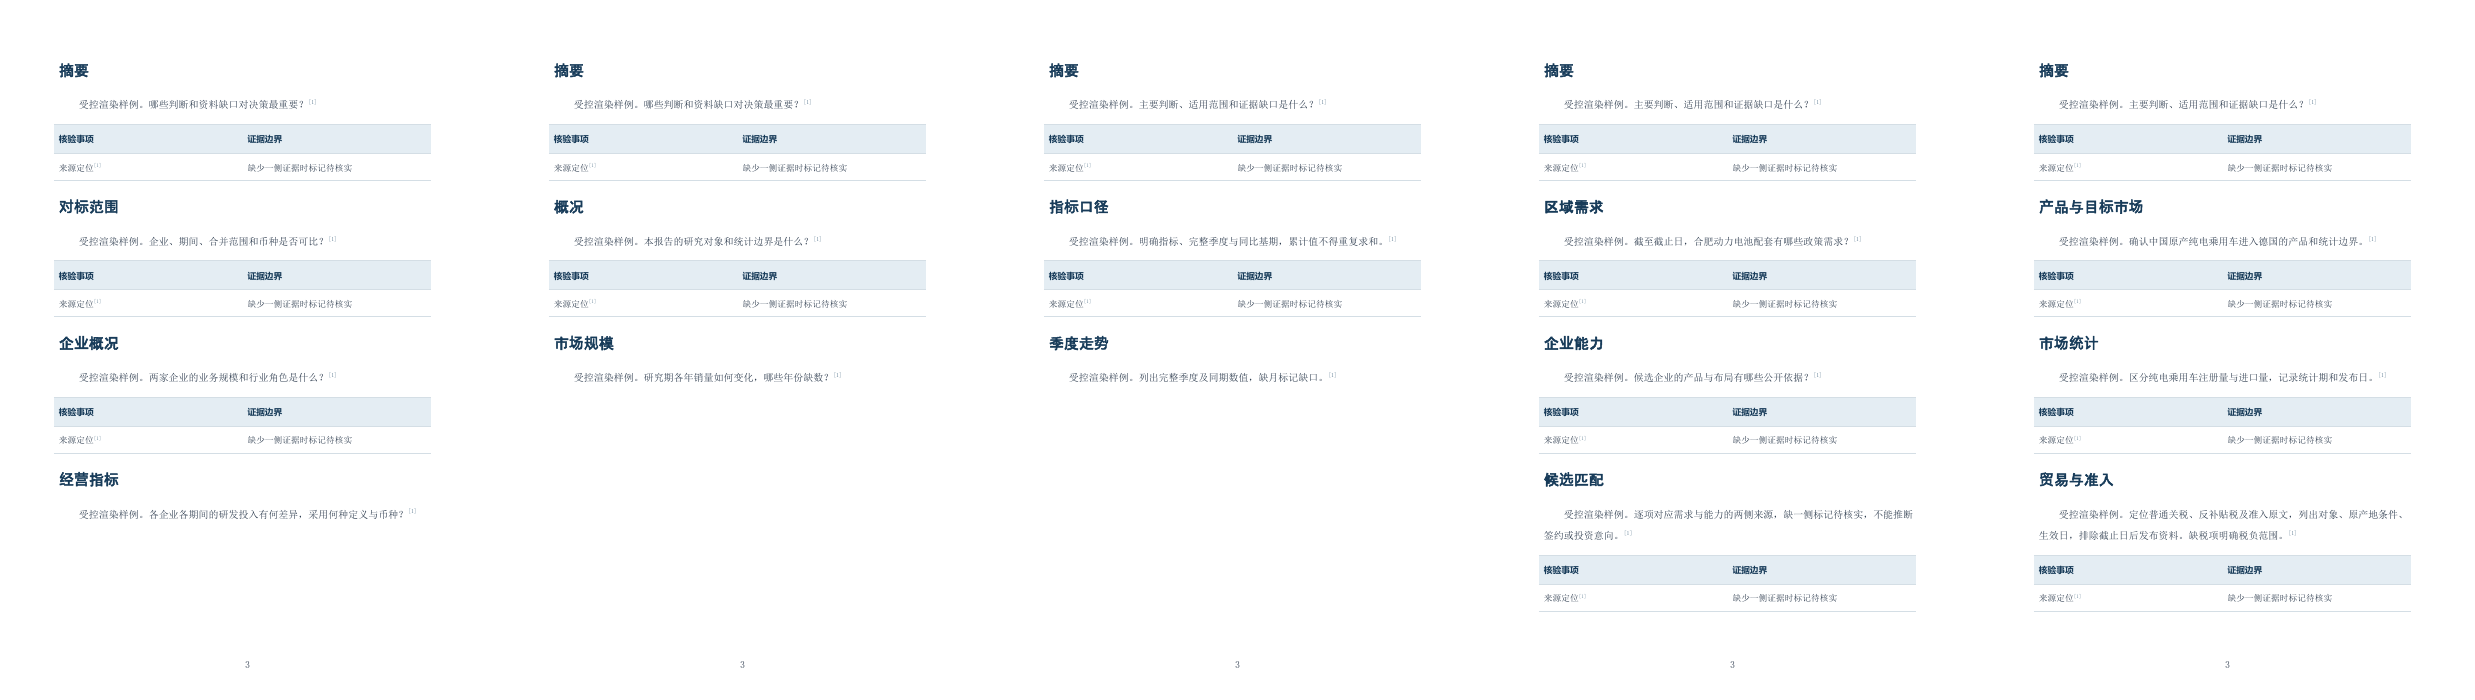 摘要
受控渲染样例。哪些判断和资料缺口对决策最重要？[1]
核验事项 证据边界
来源定位[1] 缺少一侧证据时标记待核实
对标范围
受控渲染样例。企业、期间、合并范围和币种是否可比？[1]
核验事项 证据边界
来源定位[1] 缺少一侧证据时标记待核实
企业概况
受控渲染样例。两家企业的业务规模和行业角色是什么？[1]
核验事项 证据边界
来源定位[1] 缺少一侧证据时标记待核实
经营指标
受控渲染样例。各企业各期间的研发投入有何差异，采用何种定义与币种？[1]
3
摘要
受控渲染样例。哪些判断和资料缺口对决策最重要？[1]
核验事项 证据边界
来源定位[1] 缺少一侧证据时标记待核实
概况
受控渲染样例。本报告的研究对象和统计边界是什么？[1]
核验事项 证据边界
来源定位[1] 缺少一侧证据时标记待核实
市场规模
受控渲染样例。研究期各年销量如何变化，哪些年份缺数？[1]
3
摘要
受控渲染样例。主要判断、适用范围和证据缺口是什么？[1]
核验事项 证据边界
来源定位[1] 缺少一侧证据时标记待核实
指标口径
受控渲染样例。明确指标、完整季度与同比基期，累计值不得重复求和。[1]
核验事项 证据边界
来源定位[1] 缺少一侧证据时标记待核实
季度走势
受控渲染样例。列出完整季度及同期数值，缺月标记缺口。[1]
3
摘要
受控渲染样例。主要判断、适用范围和证据缺口是什么？[1]
核验事项 证据边界
来源定位[1] 缺少一侧证据时标记待核实
区域需求
受控渲染样例。截至截止日，合肥动力电池配套有哪些政策需求？[1]
核验事项 证据边界
来源定位[1] 缺少一侧证据时标记待核实
企业能力
受控渲染样例。候选企业的产品与布局有哪些公开依据？[1]
核验事项 证据边界
来源定位[1] 缺少一侧证据时标记待核实
候选匹配
受控渲染样例。逐项对应需求与能力的两侧来源，缺一侧标记待核实，不能推断
签约或投资意向。[1]
核验事项 证据边界
来源定位[1] 缺少一侧证据时标记待核实
3
摘要
受控渲染样例。主要判断、适用范围和证据缺口是什么？[1]
核验事项 证据边界
来源定位[1] 缺少一侧证据时标记待核实
产品与目标市场
受控渲染样例。确认中国原产纯电乘用车进入德国的产品和统计边界。[1]
核验事项 证据边界
来源定位[1] 缺少一侧证据时标记待核实
市场统计
受控渲染样例。区分纯电乘用车注册量与进口量，记录统计期和发布日。[1]
核验事项 证据边界
来源定位[1] 缺少一侧证据时标记待核实
贸易与准入
受控渲染样例。定位普通关税、反补贴税及准入原文，列出对象、原产地条件、
生效日，排除截止日后发布资料。缺税项明确税负范围。[1]
核验事项 证据边界
来源定位[1] 缺少一侧证据时标记待核实
3